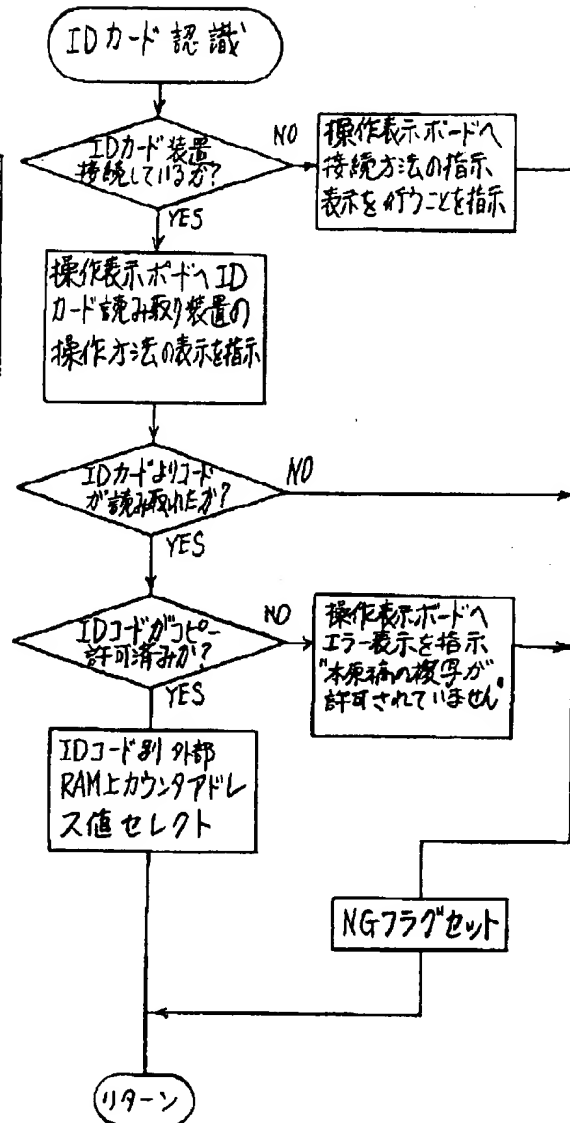 IDカード 認識
IDカード装置
接続しているか?
NO
YES
操作表示ボードへ
接続方法の指示
表示を行うことを指示
操作表示ボードへID
カード読み取り装置の
操作方法の表示を指示
IDカードよりコード
が読み取れたか?
NO
YES
IDコードがコピー
許可済みか?
NO
YES
操作表示ボードへ
エラー表示を指示
"本原稿の複写が
許可されていません"
IDコード別 外部
RAM上カウンタアドレ
ス値セレクト
NGフラグセット
リターン